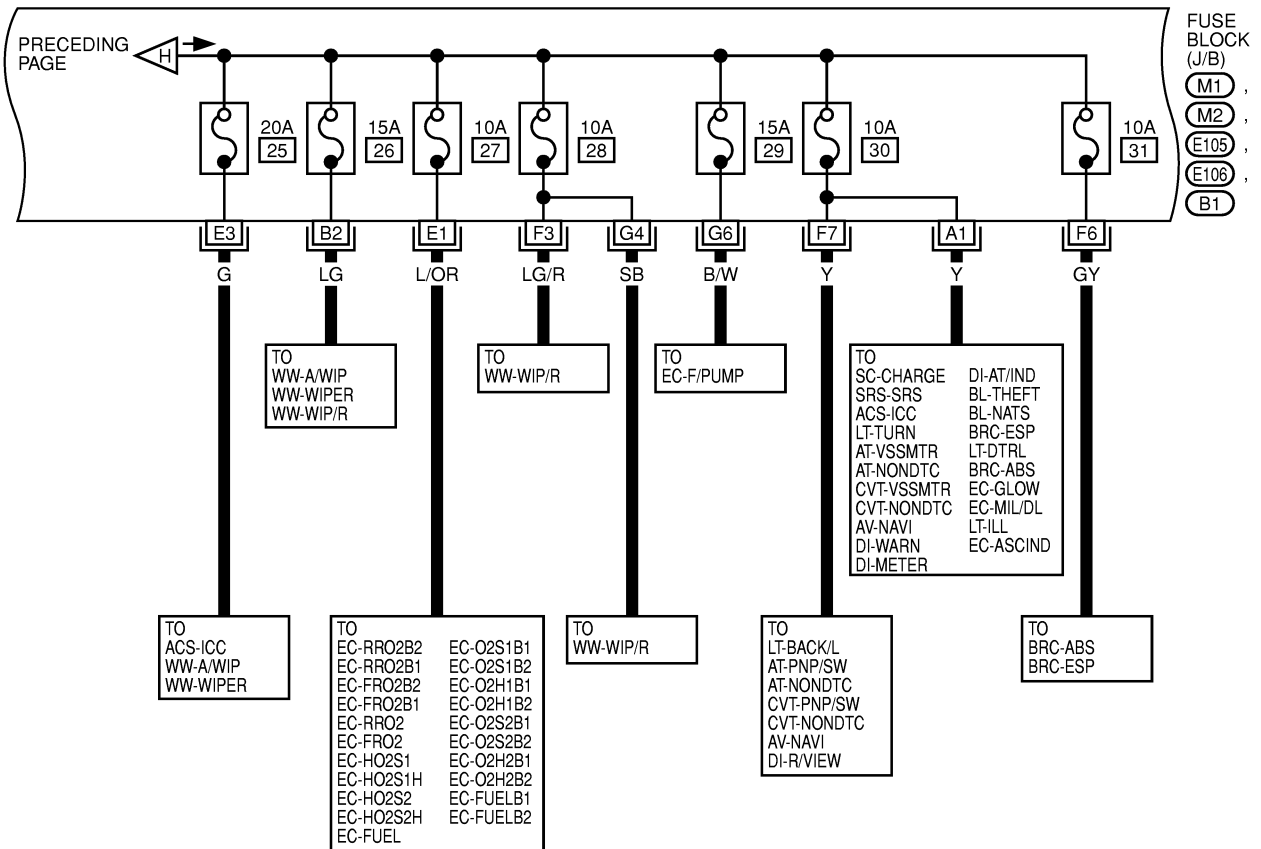 PRECEDING
PAGE
H
FUSE
BLOCK
(J/B)
M1 ,
M2 ,
E105 ,
E106 ,
B1
20A
25
15A
26
10A
27
10A
28
15A
29
10A
30
10A
31
E3
B2
E1
F3
G4
G6
F7
A1
F6
G
LG
L/OR
LG/R
SB
B/W
Y
Y
GY
TO
WW-A/WIP
WW-WIPER
WW-WIP/R
TO
WW-WIP/R
TO
EC-F/PUMP
TO
SC-CHARGE
SRS-SRS
ACS-ICC
LT-TURN
AT-VSSMTR
AT-NONDTC
CVT-VSSMTR
CVT-NONDTC
AV-NAVI
DI-WARN
DI-METER
DI-AT/IND
BL-THEFT
BL-NATS
BRC-ESP
LT-DTRL
BRC-ABS
EC-GLOW
EC-MIL/DL
LT-ILL
EC-ASCIND
TO
ACS-ICC
WW-A/WIP
WW-WIPER
TO
EC-RRO2B2
EC-RRO2B1
EC-FRO2B2
EC-FRO2B1
EC-RRO2
EC-FRO2
EC-HO2S1
EC-HO2S1H
EC-HO2S2
EC-HO2S2H
EC-FUEL
EC-O2S1B1
EC-O2S1B2
EC-O2H1B1
EC-O2H1B2
EC-O2S2B1
EC-O2S2B2
EC-O2H2B1
EC-O2H2B2
EC-FUELB1
EC-FUELB2
TO
WW-WIP/R
TO
LT-BACK/L
AT-PNP/SW
AT-NONDTC
CVT-PNP/SW
CVT-NONDTC
AV-NAVI
DI-R/VIEW
TO
BRC-ABS
BRC-ESP